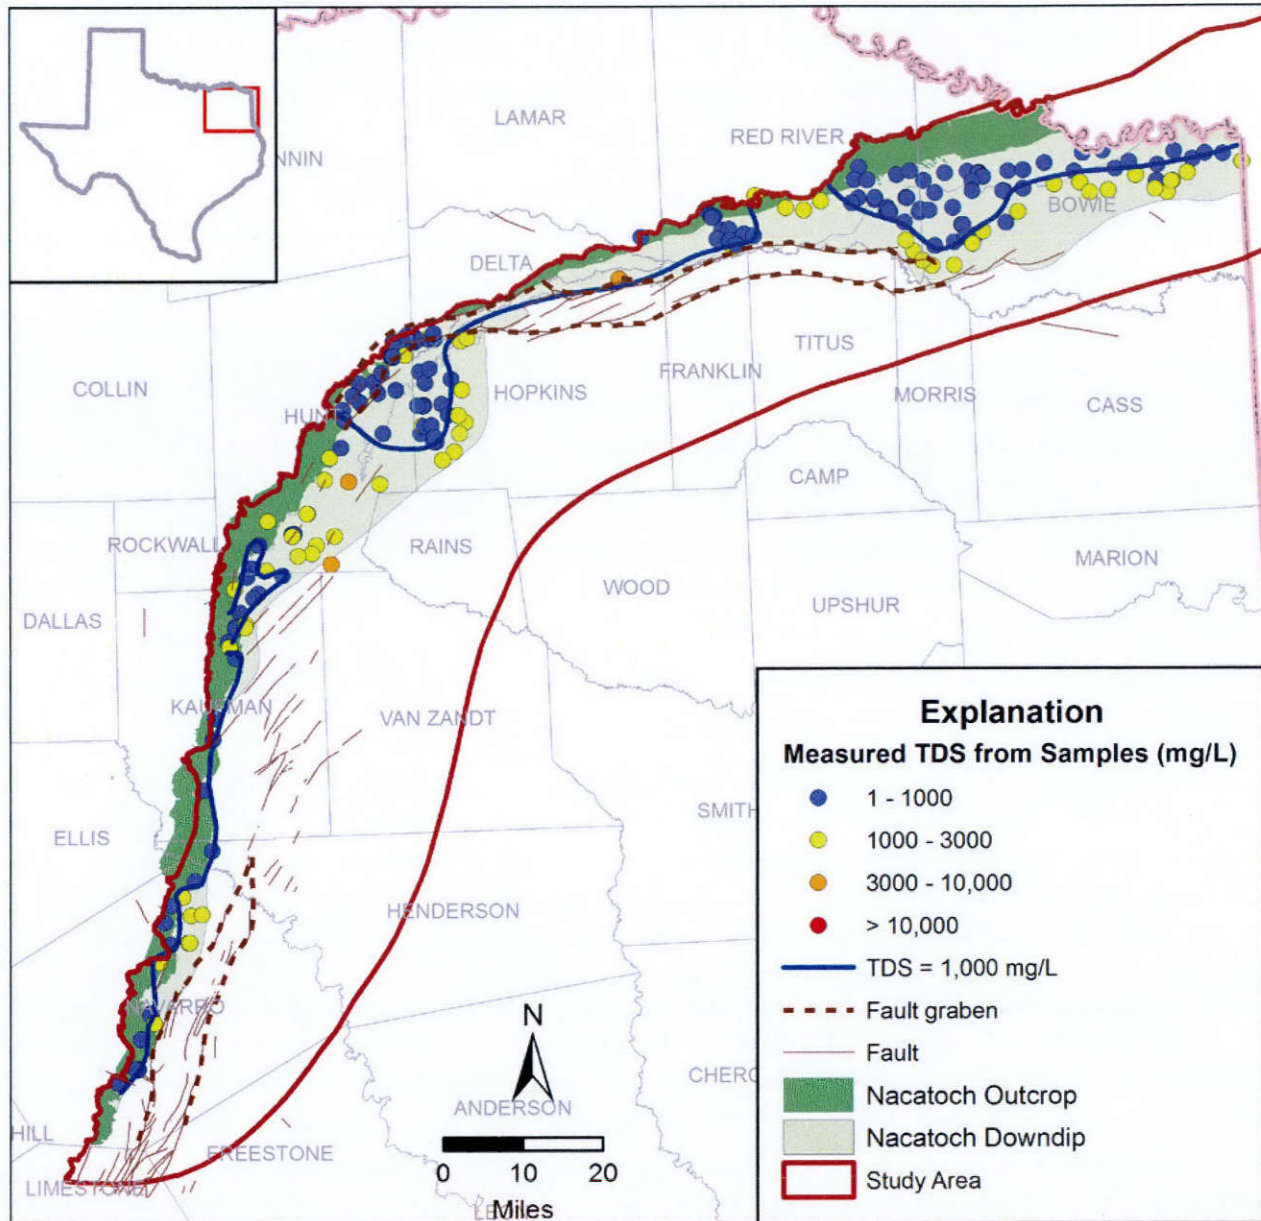 LAMAR
RED RIVER
NNIN
BOWIE
DELTA
TITUS
COLLIN
HOPKINS
FRANKLIN
MORRIS
CASS
HUNT
CAMP
ROCKWALL
RAINS
MARION
WOOD
DALLAS
UPSHUR
KAUFMAN
VAN ZANDT
SMITH
ELLIS
HENDERSON
NAVARRO
CHERO
ANDERSON
HILL
FREESTONE
LIMESTONE
N
0 10 20
Miles
Explanation
Measured TDS from Samples (mg/L)
1 - 1000
1000 - 3000
3000 - 10,000
> 10,000
TDS = 1,000 mg/L
Fault graben
Fault
Nacatoch Outcrop
Nacatoch Downdip
Study Area